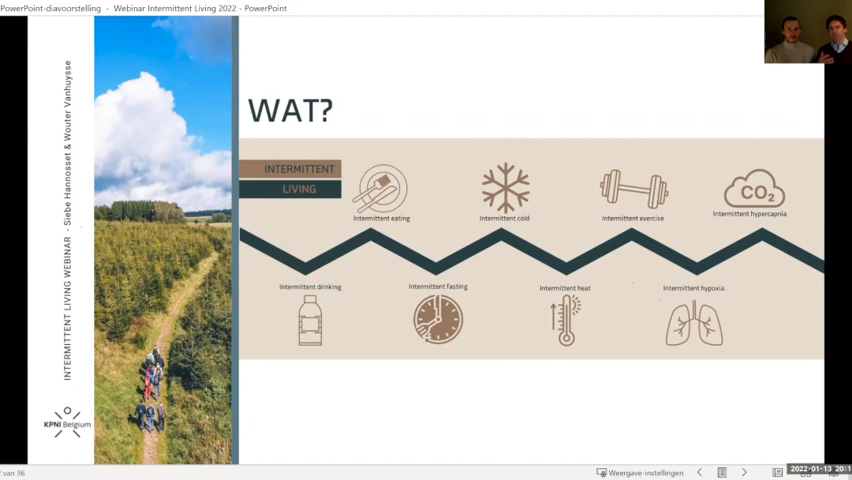 PowerPoint-diavoorstelling - Webinar Intermittent Living 2022 - PowerPoint
INTERMITTENT LIVING WEBINAR - Siebe Hannosset & Wouter Vanhuysse
KPNI Belgium
WAT?
INTERMITTENT
LIVING
Intermittent eating
Intermittent cold
Intermittent exercise
CO2
Intermittent hypercapnia
Intermittent drinking
Intermittent fasting
Intermittent heat
Intermittent hypoxia
van 36
Weergave-instellingen
2022-01-13 20:1